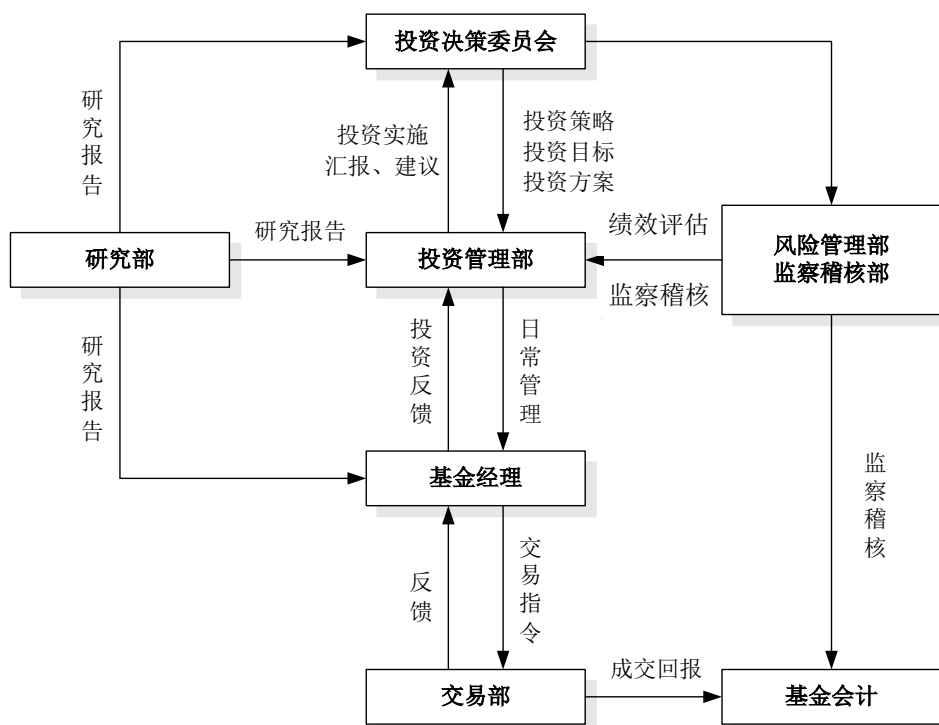 投资决策委员会
研究报告
投资实施
汇报、建议
投资策略
投资目标
投资方案
研究部
研究报告
投资管理部
绩效评估
监察稽核
风险管理部
监察稽核部
研究报告
投资反馈
日常管理
基金经理
监察稽核
反馈
交易指令
交易部
成交回报
基金会计